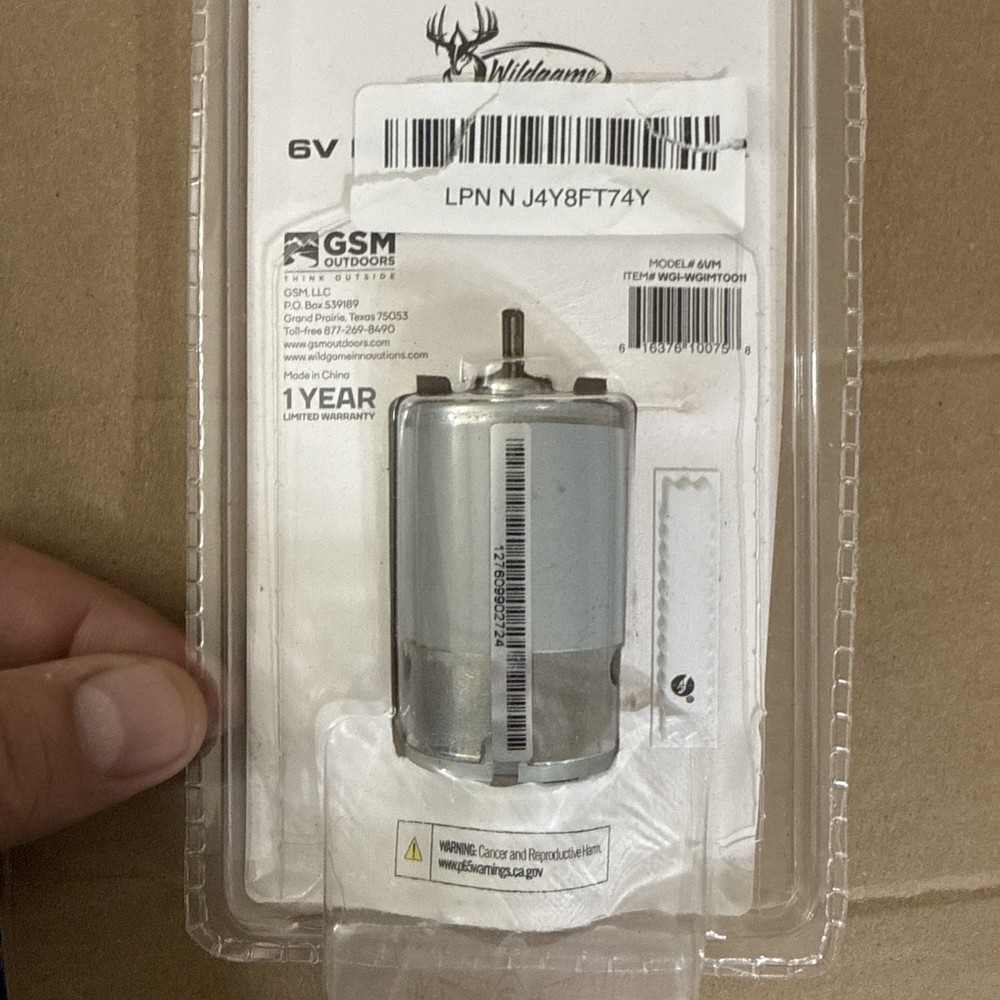 Wildgame
6V
LPN N J4Y8FT74Y
GSM
OUTDOORS
THINK OUTSIDE
GSM, LLC
P.O. Box 539189
Grand Prairie, Texas 75053
Toll-free 877-269-8490
www.gsmoutdoors.com
www.wildgameinnovations.com
Made in China
1 YEAR
LIMITED WARRANTY
MODEL# 6VM
ITEM# WGI-WGIMT0011
6 16376 10075 8
127609902724
WARNING: Cancer and Reproductive Harm,
www.p65warnings.ca.gov